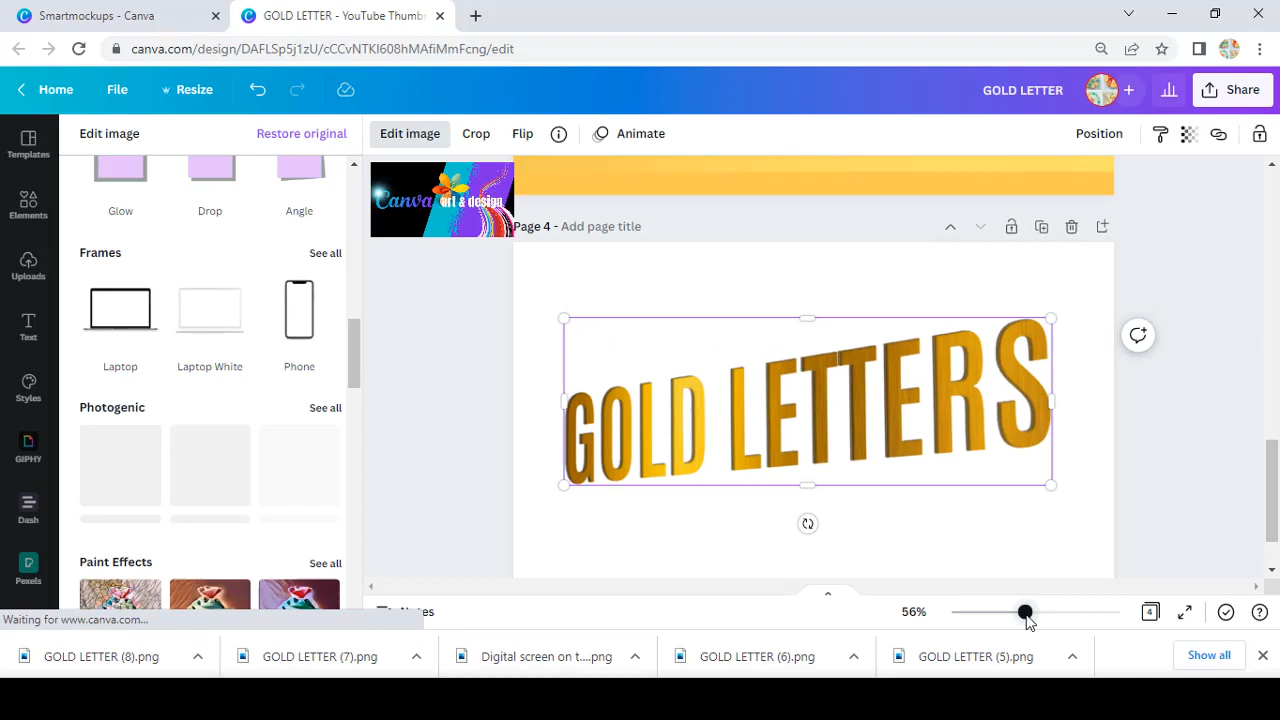 Smartmockups - Canva
GOLD LETTER - YouTube Thumbn
canva.com/design/DAFLSp5j1zU/cCCvNTKI608hMAfiMmFcng/edit
Home
File
Resize
GOLD LETTER
Share
Edit image
Restore original
Edit image
Crop
Flip
Animate
Position
Templates
Elements
Uploads
Text
Styles
GIPHY
Dash
Pexels
Glow
Drop
Angle
Frames
See all
Laptop
Laptop White
Phone
Photogenic
See all
Paint Effects
See all
Canva art & design
Page 4 - Add page title
GOLD LETTERS
Notes
56%
4
Waiting for www.canva.com...
GOLD LETTER (8).png
GOLD LETTER (7).png
Digital screen on t....png
GOLD LETTER (6).png
GOLD LETTER (5).png
Show all